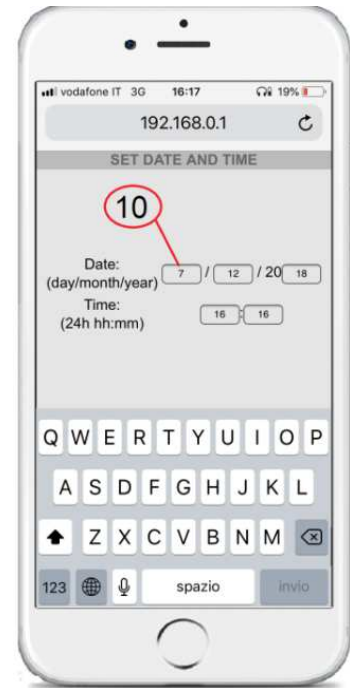 vodafone IT 3G 16:17 19%
192.168.0.1
SET DATE AND TIME
10
Date:
(day/month/year) 7 / 12 / 20 18
Time:
(24h hh:mm) 16 : 16
Q W E R T Y U I O P
A S D F G H J K L
Z X C V B N M
123 spazio invio